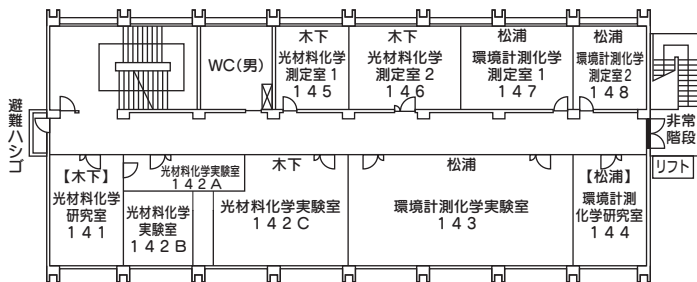 木下
光材料化学
測定室1
145
木下
光材料化学
測定室2
146
松浦
環境計測化学
測定室1
147
松浦
環境計測化学
測定室2
148
WC(男)
避難ハシゴ
非常
階段
リフト
【木下】
光材料化学
研究室
141
光材料化学実験室
142A
光材料化学
実験室
142B
木下
光材料化学実験室
142C
松浦
環境計測化学実験室
143
【松浦】
環境計測
化学研究室
144